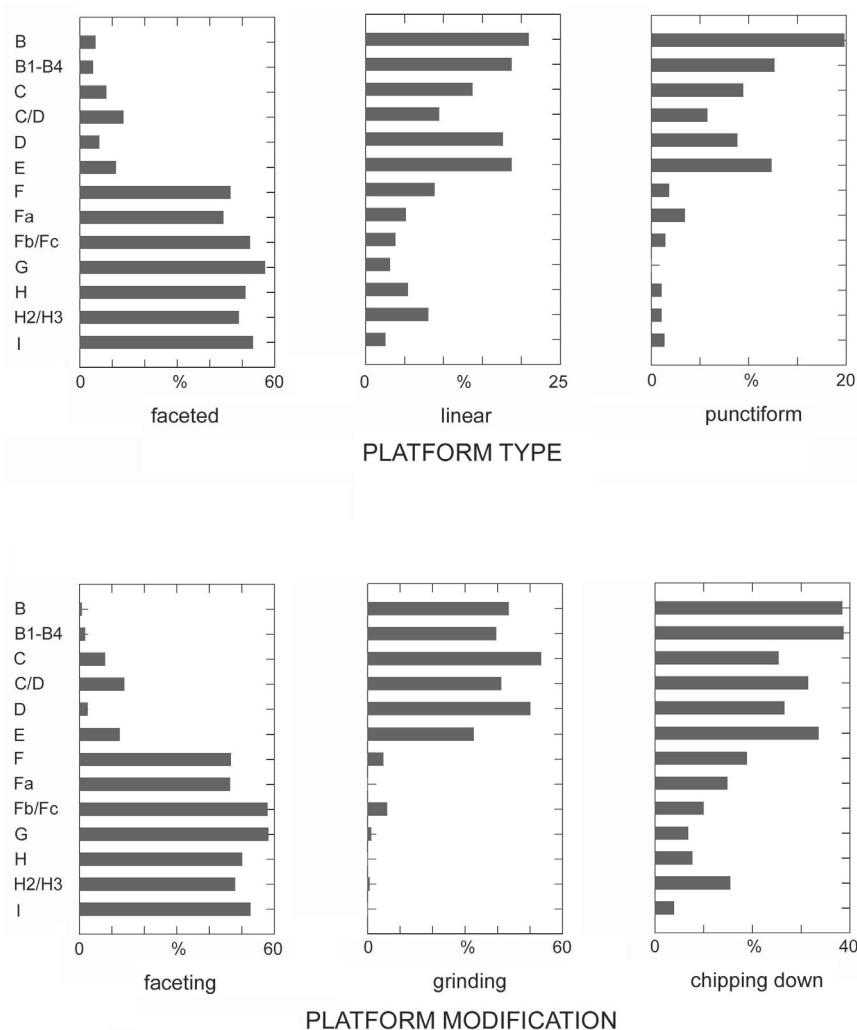 B
B1-B4
C
C/D
D
E
F
Fa
Fb/Fc
G
H
H2/H3
I
0 % 60 0 % 25 0 % 20
faceted linear punctiform
PLATFORM TYPE
B
B1-B4
C
C/D
D
E
F
Fa
Fb/Fc
G
H
H2/H3
I
0 % 60 0 % 60 0 % 40
faceting grinding chipping down
PLATFORM MODIFICATION